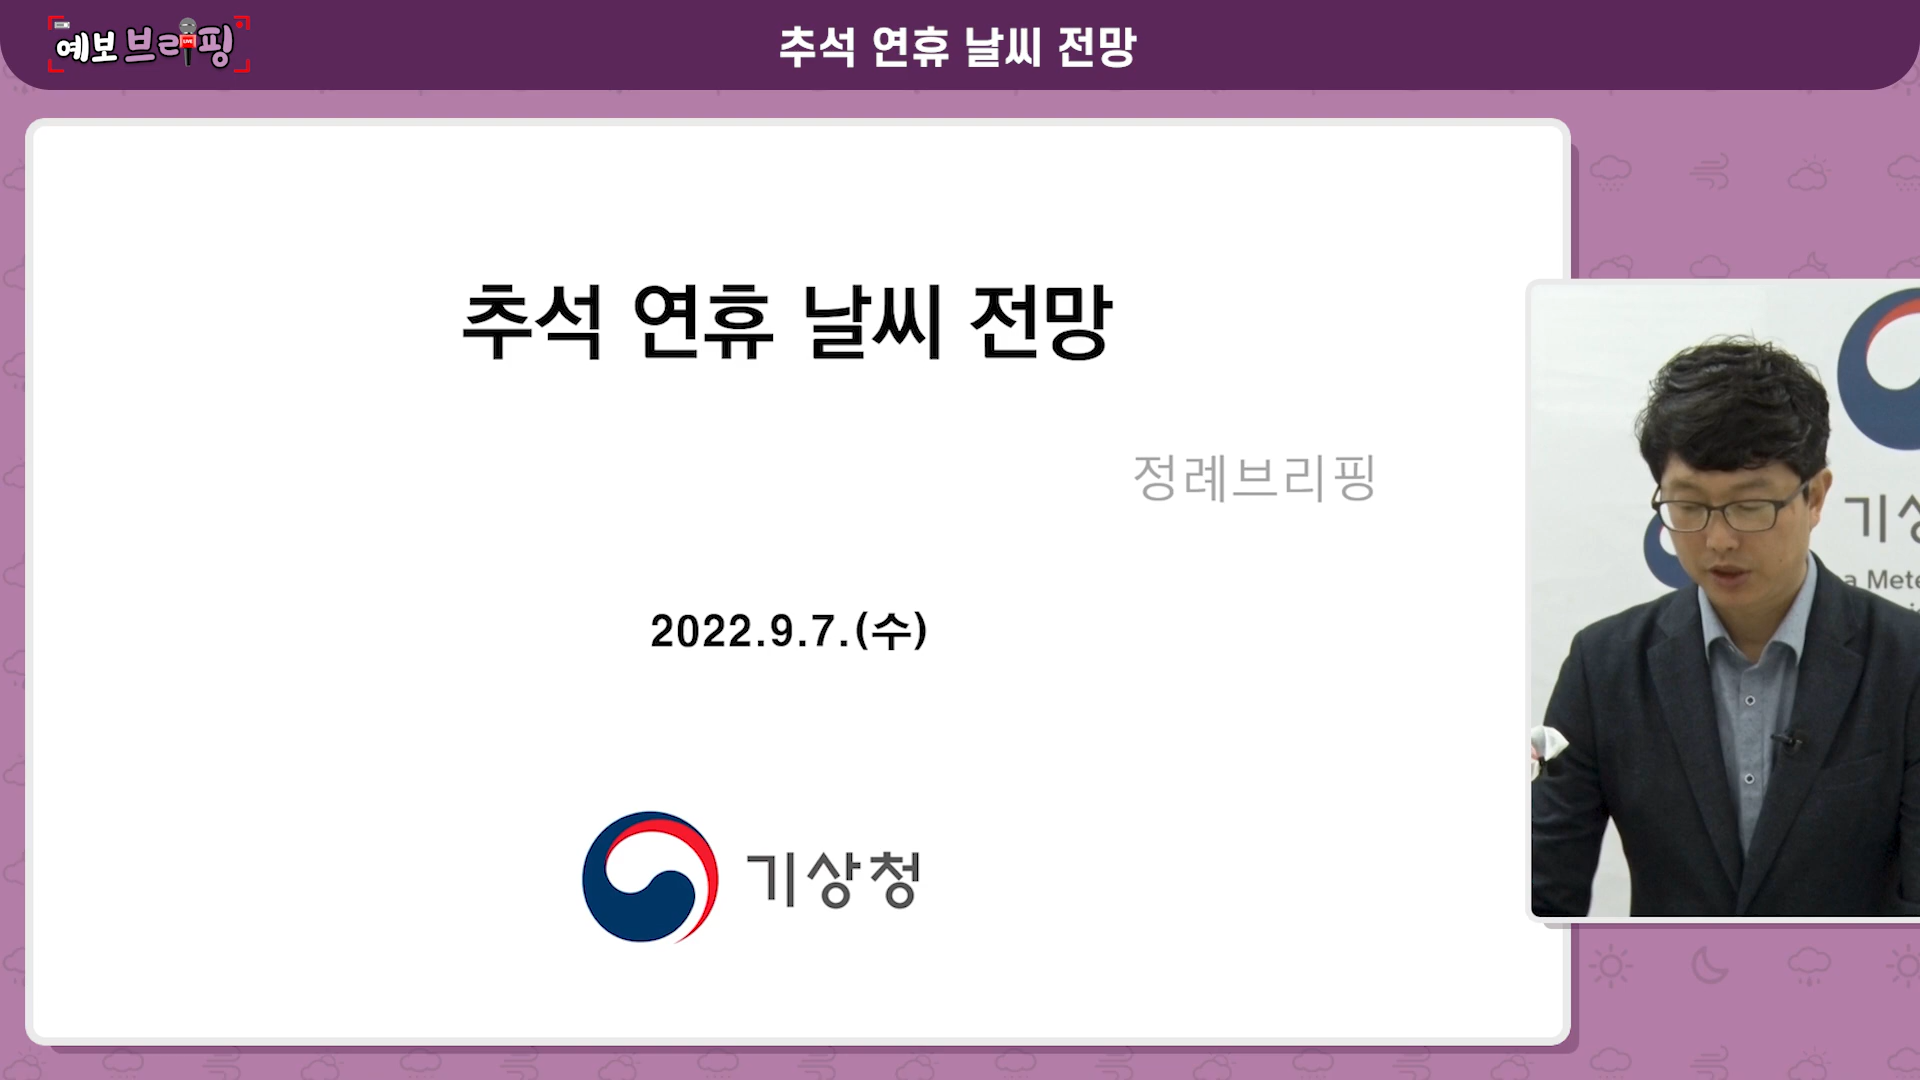 예보 브리핑
LIVE
추석 연휴 날씨 전망
추석 연휴 날씨 전망
정례브리핑
2022.9.7.(수)
기상청